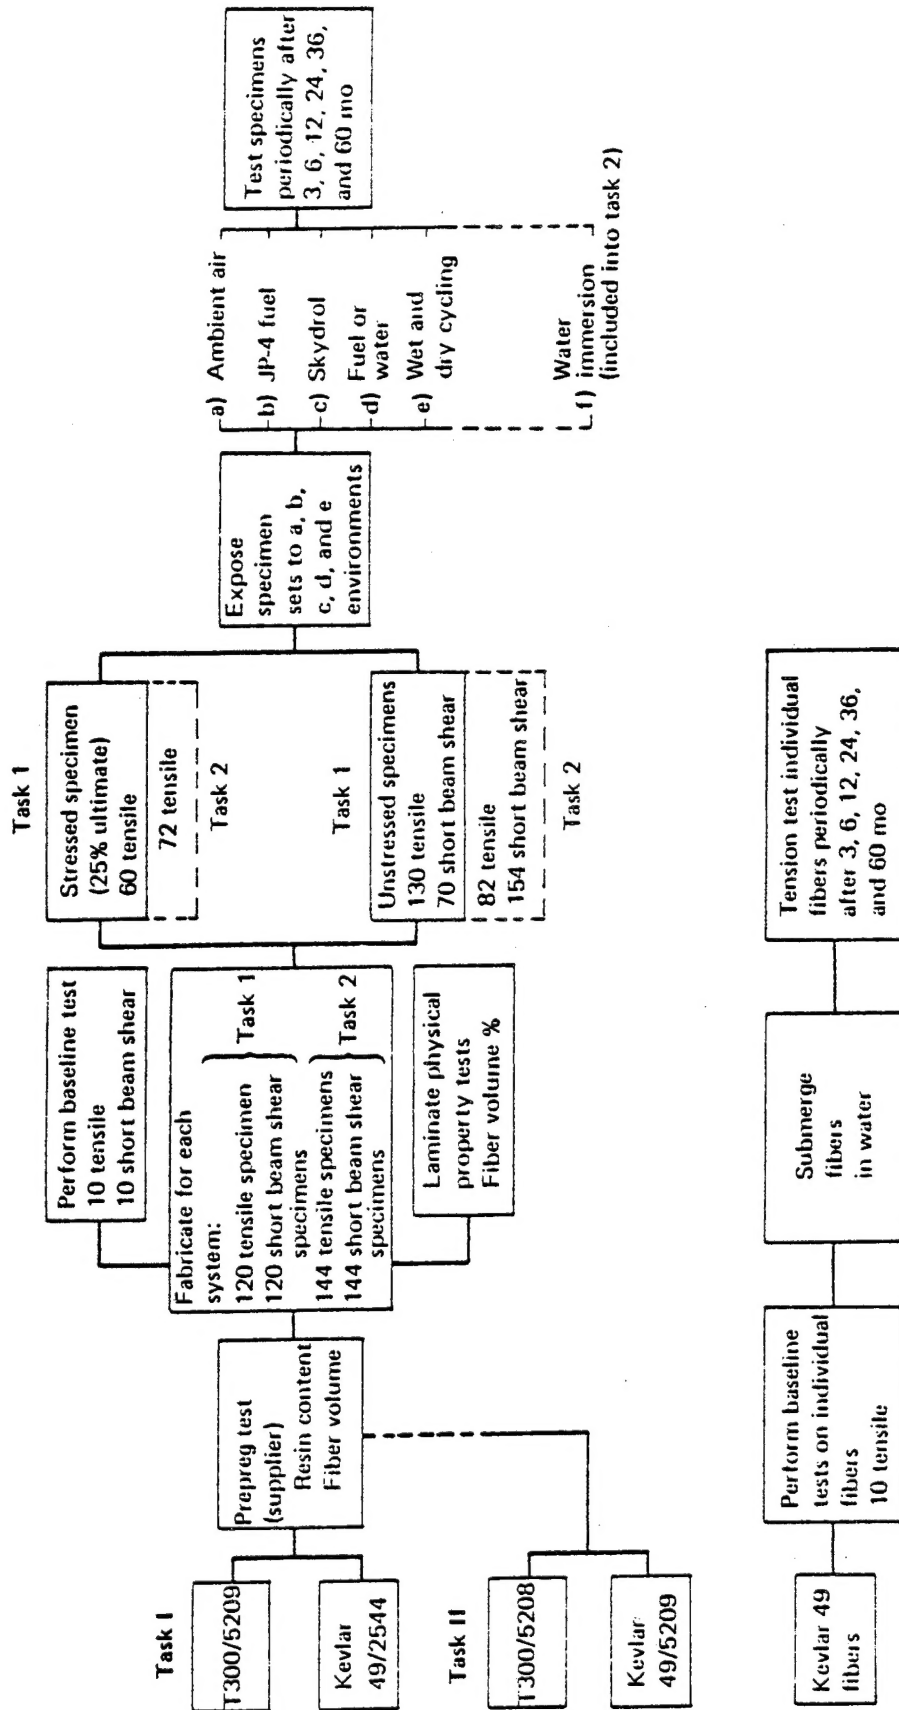 Task I
T300/5209
Kevlar
49/2544
Task II
T300/5208
Kevlar
49/5209
Prepreg test
(supplier)
Resin content
Fiber volume
Perform baseline test
10 tensile
10 short beam shear
Fabricate for each
system:
120 tensile specimen
120 short beam shear
specimens
Task 1
144 tensile specimens
144 short beam shear
specimens
Task 2
Laminate physical
property tests
Fiber volume %
Task 1
Stressed specimen
(25% ultimate)
60 tensile
72 tensile
Task 2
Task 1
Unstressed specimens
130 tensile
70 short beam shear
82 tensile
154 short beam shear
Task 2
Expose
specimen
sets to a, b,
c, d, and e
environments
a) Ambient air
b) JP-4 fuel
c) Skydrol
d) Fuel or
water
e) Wet and
dry cycling
f) Water
immersion
(included into task 2)
Test specimens
periodically after
3, 6, 12, 24, 36,
and 60 mo
Kevlar 49
fibers
Perform baseline
tests on individual
fibers
10 tensile
Submerge
fibers
in water
Tension test individual
fibers periodically
after 3, 6, 12, 24, 36,
and 60 mo